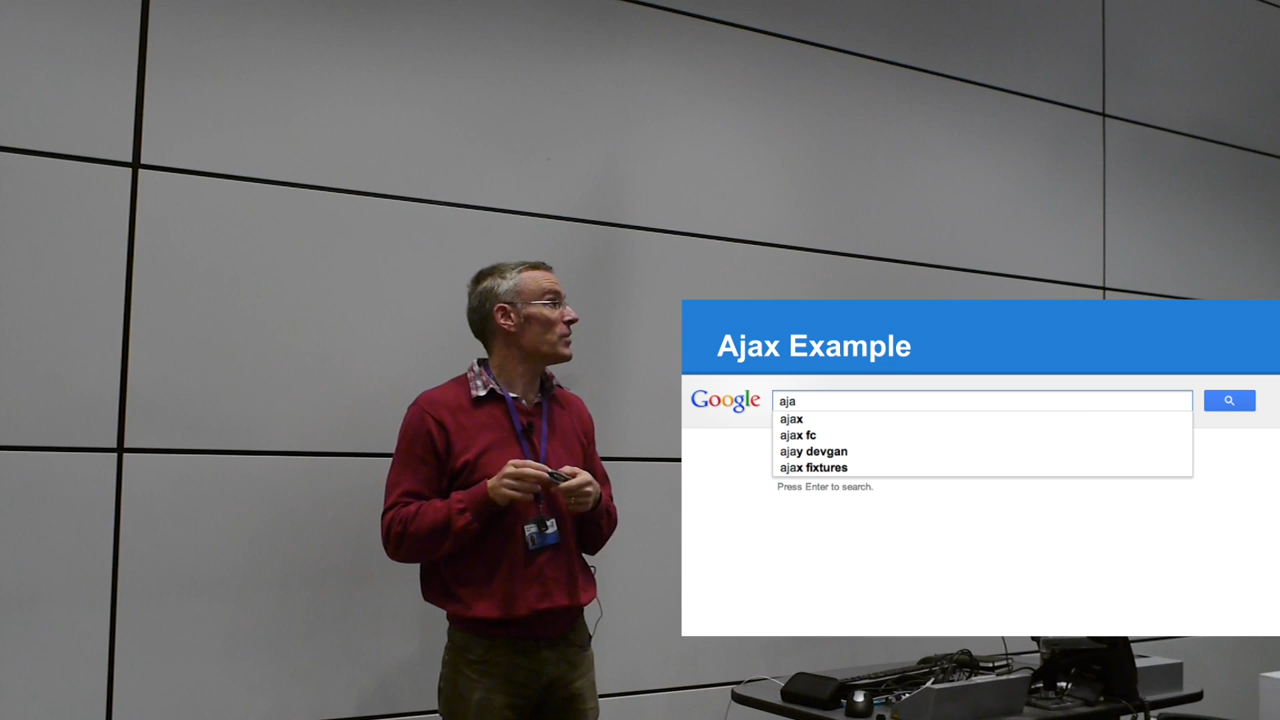 Ajax Example
Google
aja
ajax
ajax fc
ajay devgan
ajax fixtures
Press Enter to search.